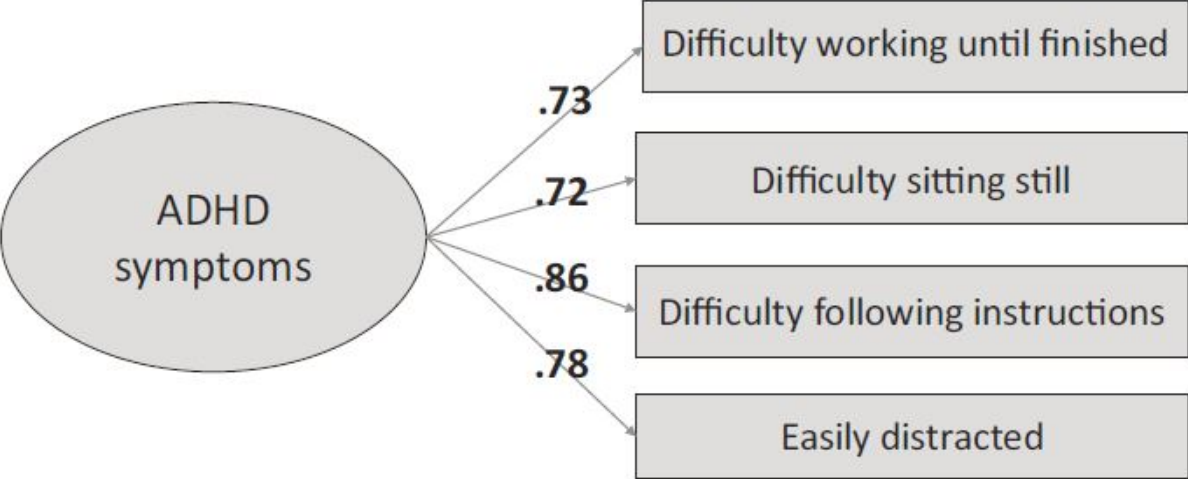 Difficulty working until finished
.73
.72
Difficulty sitting still
ADHD
symptoms
.86
Difficulty following instructions
.78
Easily distracted